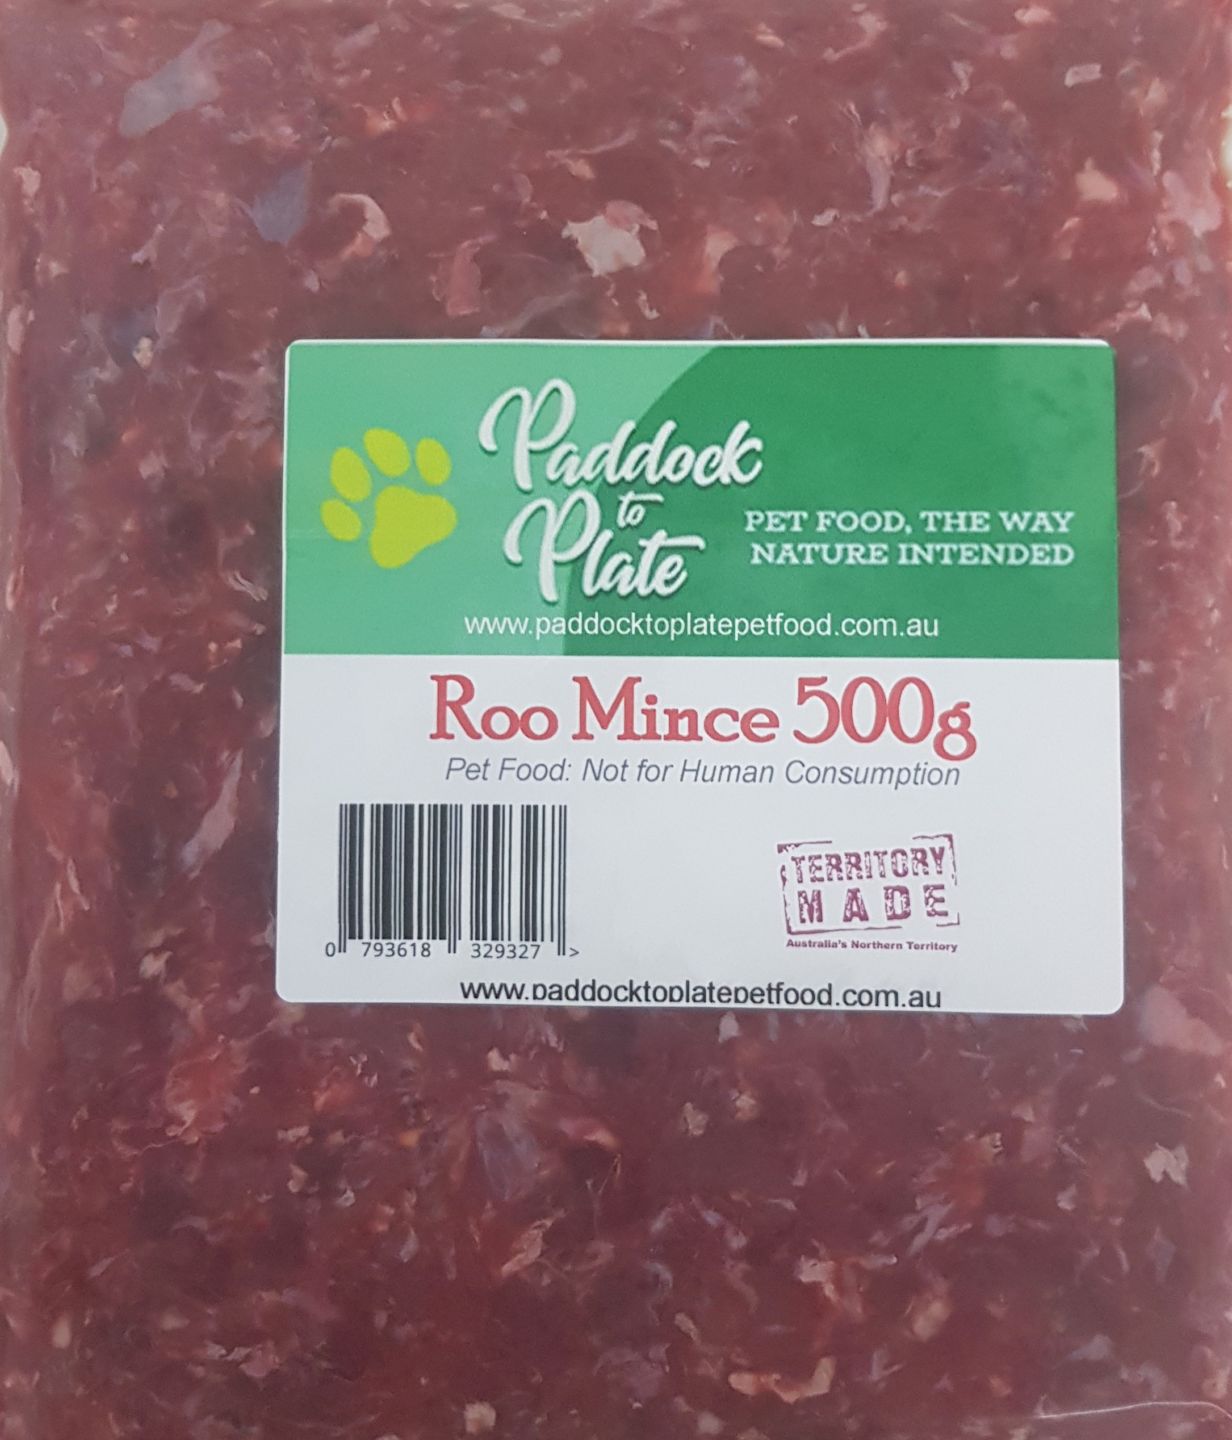 Paddock
to
Plate
PET FOOD, THE WAY
NATURE INTENDED
www.paddocktoplatepetfood.com.au
Roo Mince 500g
Pet Food: Not for Human Consumption
TERRITORY
MADE
Australia's Northern Territory
0 793618 329327 >
www.paddocktoplatepetfood.com.au